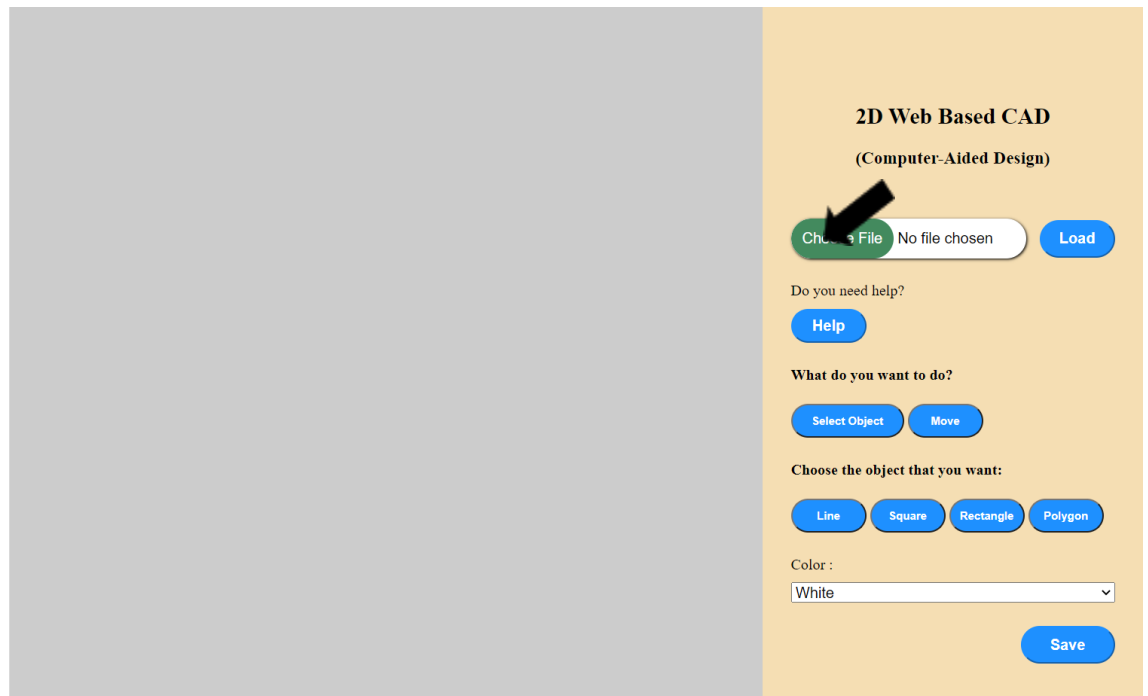 2D Web Based CAD
(Computer-Aided Design)
Choose File No file chosen Load
Do you need help?
Help
What do you want to do?
Select Object Move
Choose the object that you want:
Line Square Rectangle Polygon
Color :
White
Save